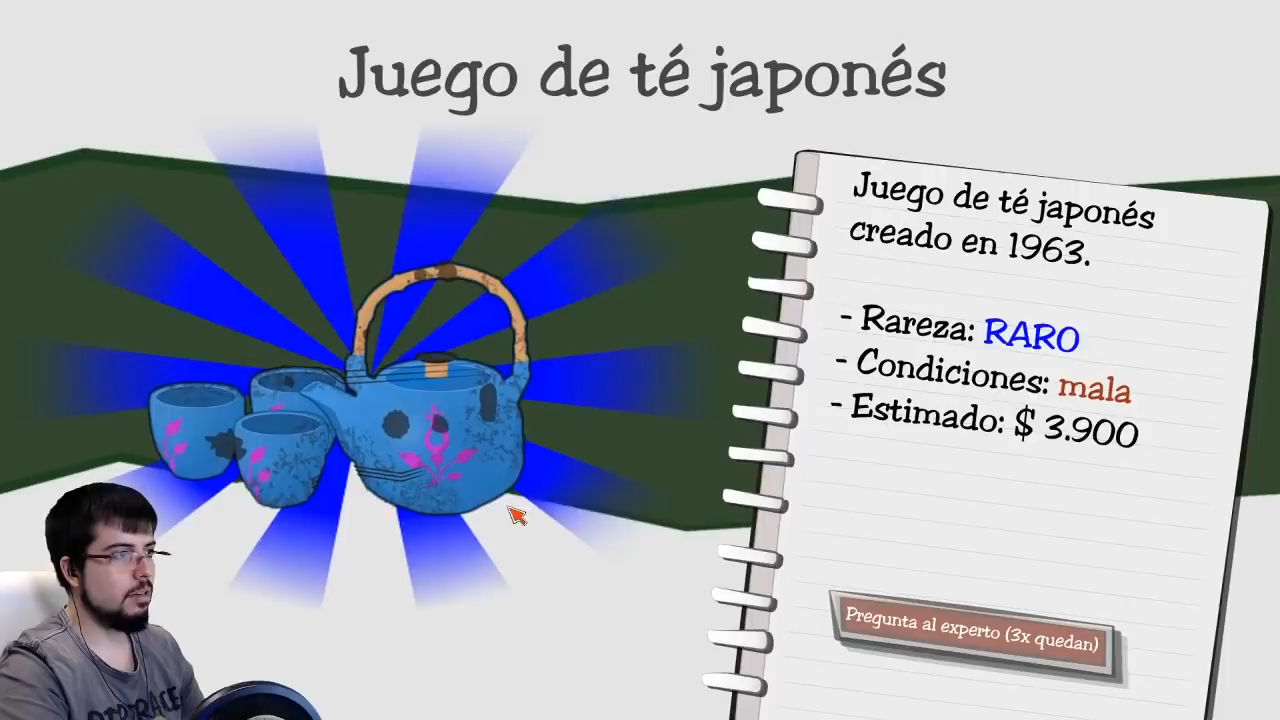 Juego de té japonés
Juego de té japonés
creado en 1963.
- Rareza: RARO
- Condiciones: mala
- Estimado: $ 3.900
Pregunta al experto (3x quedan)